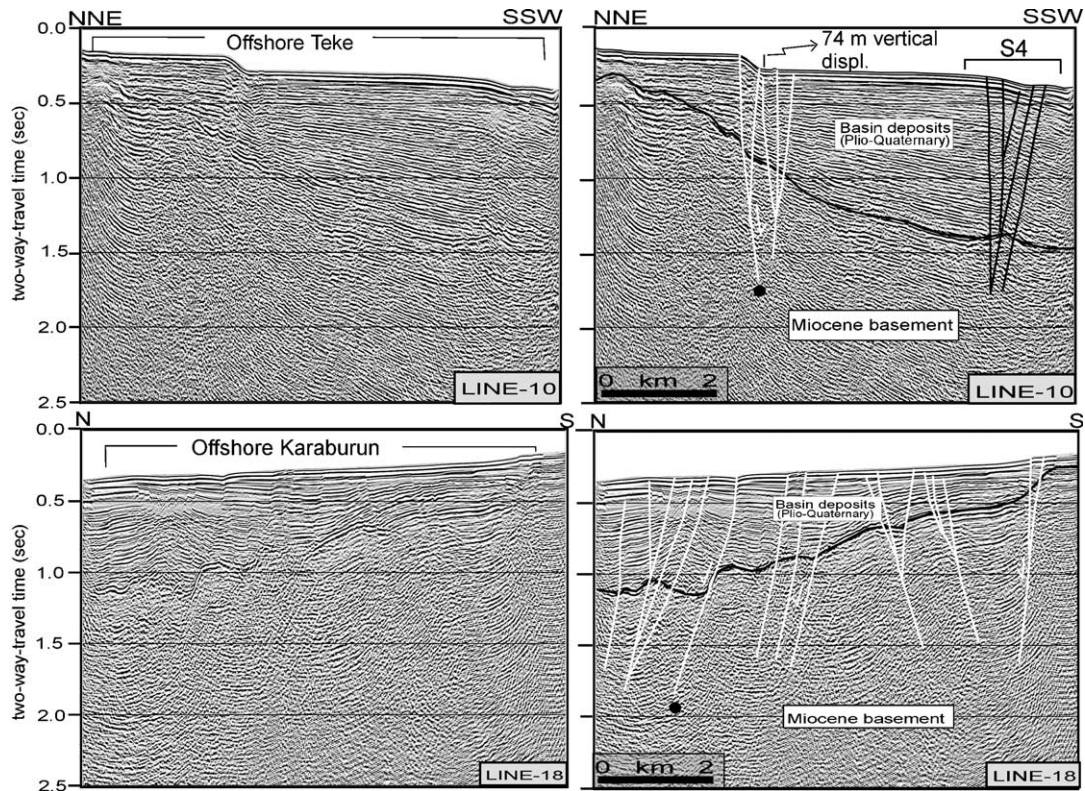 NNE SSW
0.0
Offshore Teke
0.5
1.0
1.5
2.0
2.5
two-way-travel time (sec)
LINE-10
NNE SSW
74 m vertical
displ.
S4
Basin deposits
(Plio-Quaternary)
Miocene basement
0 km 2
LINE-10
N S
0.0
Offshore Karaburun
0.5
1.0
1.5
2.0
2.5
two-way-travel time (sec)
LINE-18
N S
Basin deposits
(Plio-Quaternary)
Miocene basement
0 km 2
LINE-18